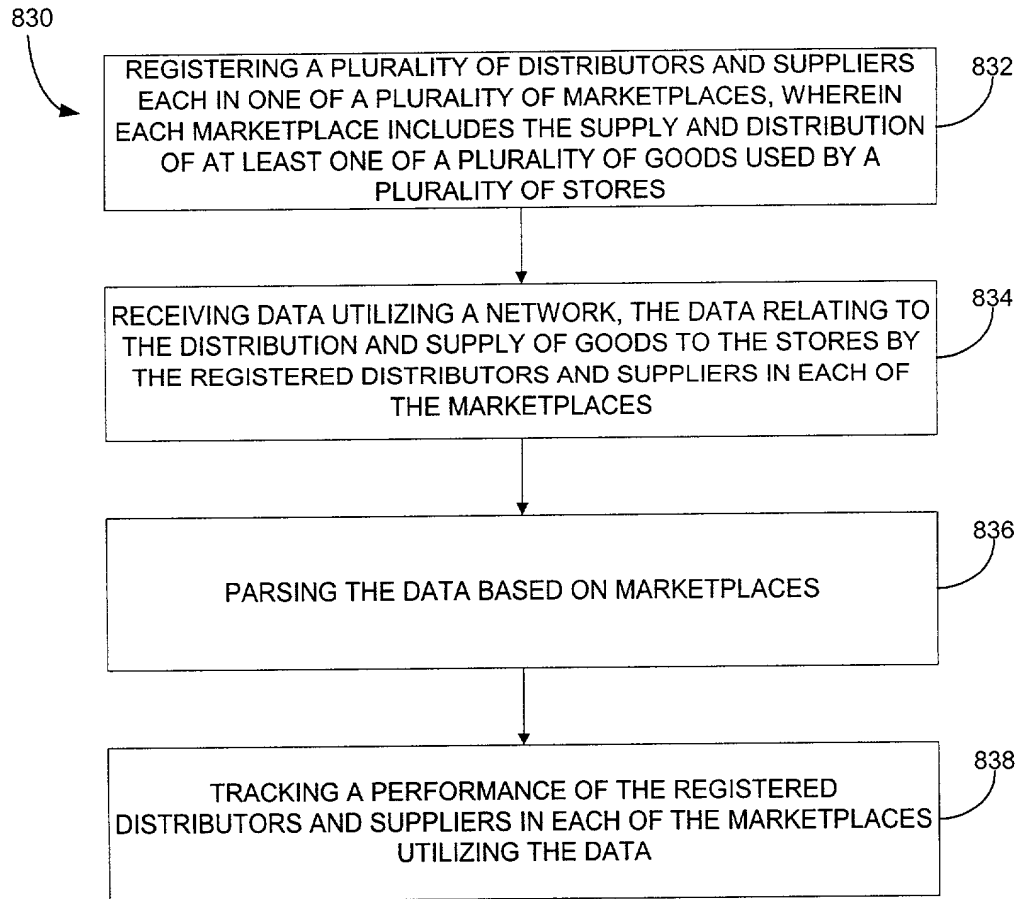 830
REGISTERING A PLURALITY OF DISTRIBUTORS AND SUPPLIERS
EACH IN ONE OF A PLURALITY OF MARKETPLACES, WHEREIN
EACH MARKETPLACE INCLUDES THE SUPPLY AND DISTRIBUTION
OF AT LEAST ONE OF A PLURALITY OF GOODS USED BY A
PLURALITY OF STORES
832
RECEIVING DATA UTILIZING A NETWORK, THE DATA RELATING TO
THE DISTRIBUTION AND SUPPLY OF GOODS TO THE STORES BY
THE REGISTERED DISTRIBUTORS AND SUPPLIERS IN EACH OF
THE MARKETPLACES
834
PARSING THE DATA BASED ON MARKETPLACES
836
TRACKING A PERFORMANCE OF THE REGISTERED
DISTRIBUTORS AND SUPPLIERS IN EACH OF THE MARKETPLACES
UTILIZING THE DATA
838